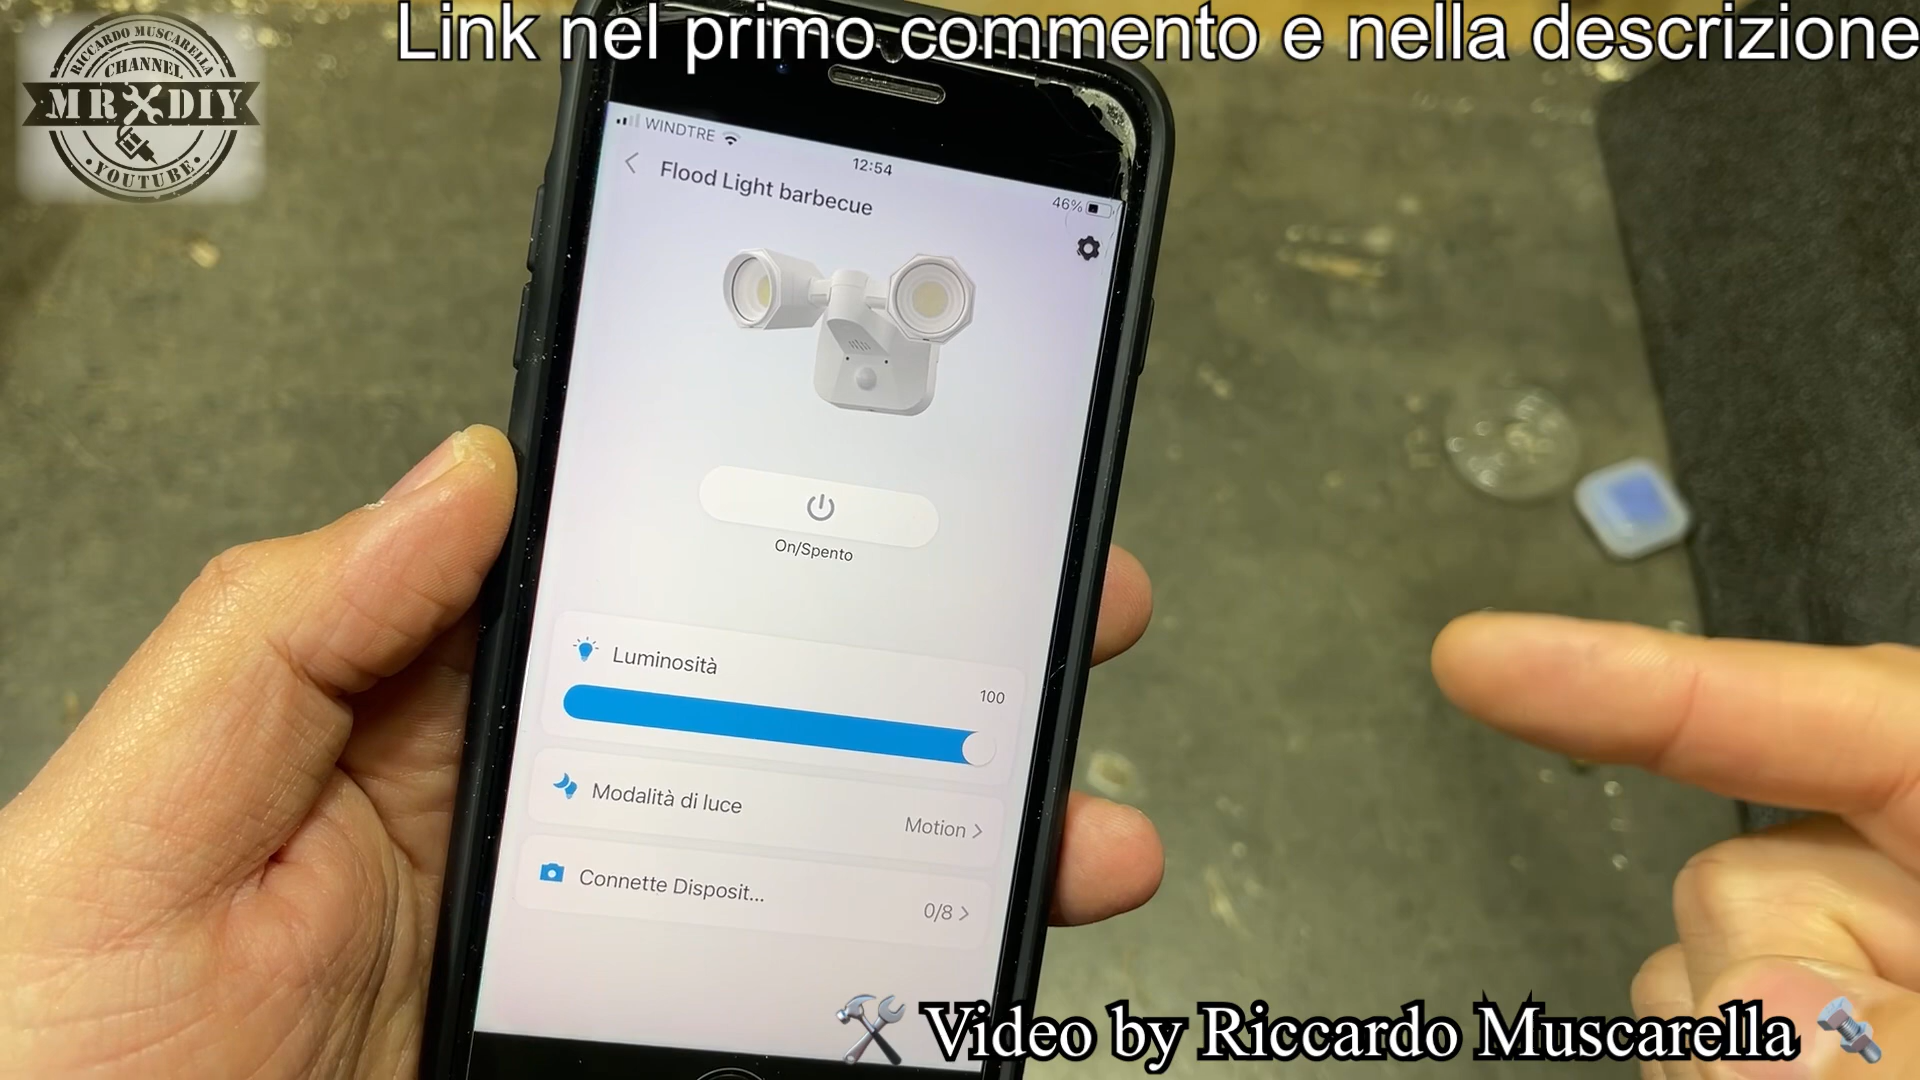 Link nel primo commento e nella descrizione
RICCARDO MUSCARELLA
CHANNEL
MR DIY
YOUTUBE
WINDTRE
12:54
46%
Flood Light barbecue
On/Spento
Luminosità
100
Modalità di luce
Motion
Connette Disposit...
0/8
Video by Riccardo Muscarella